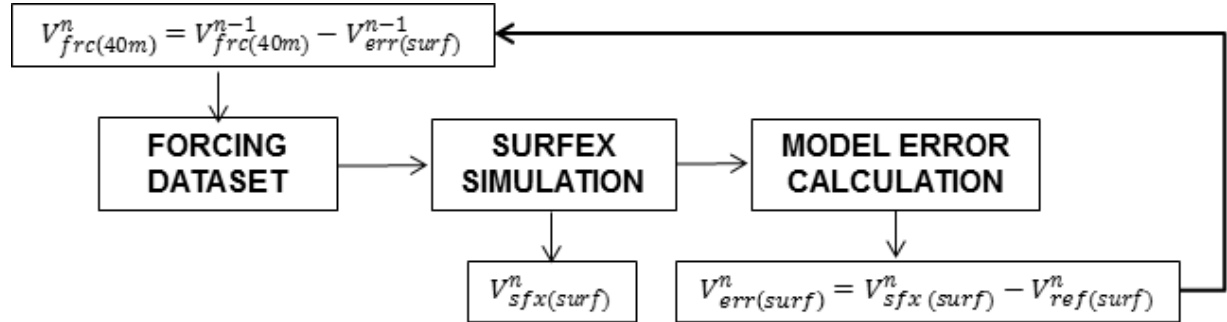 V^n_{frc(40m)} = V^{n-1}_{frc(40m)} − V^{n-1}_{err(surf)}
FORCING
DATASET
SURFEX
SIMULATION
MODEL ERROR
CALCULATION
V^n_{sfx(surf)}
V^n_{err(surf)} = V^n_{sfx (surf)} − V^n_{ref(surf)}